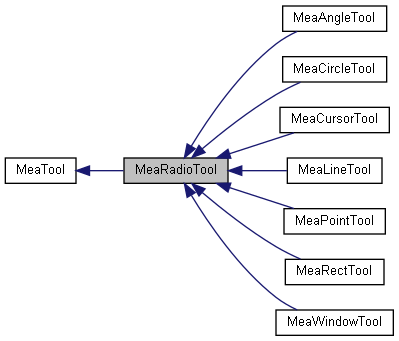 MeaAngleTool
MeaCircleTool
MeaCursorTool
MeaTool
MeaRadioTool
MeaLineTool
MeaPointTool
MeaRectTool
MeaWindowTool